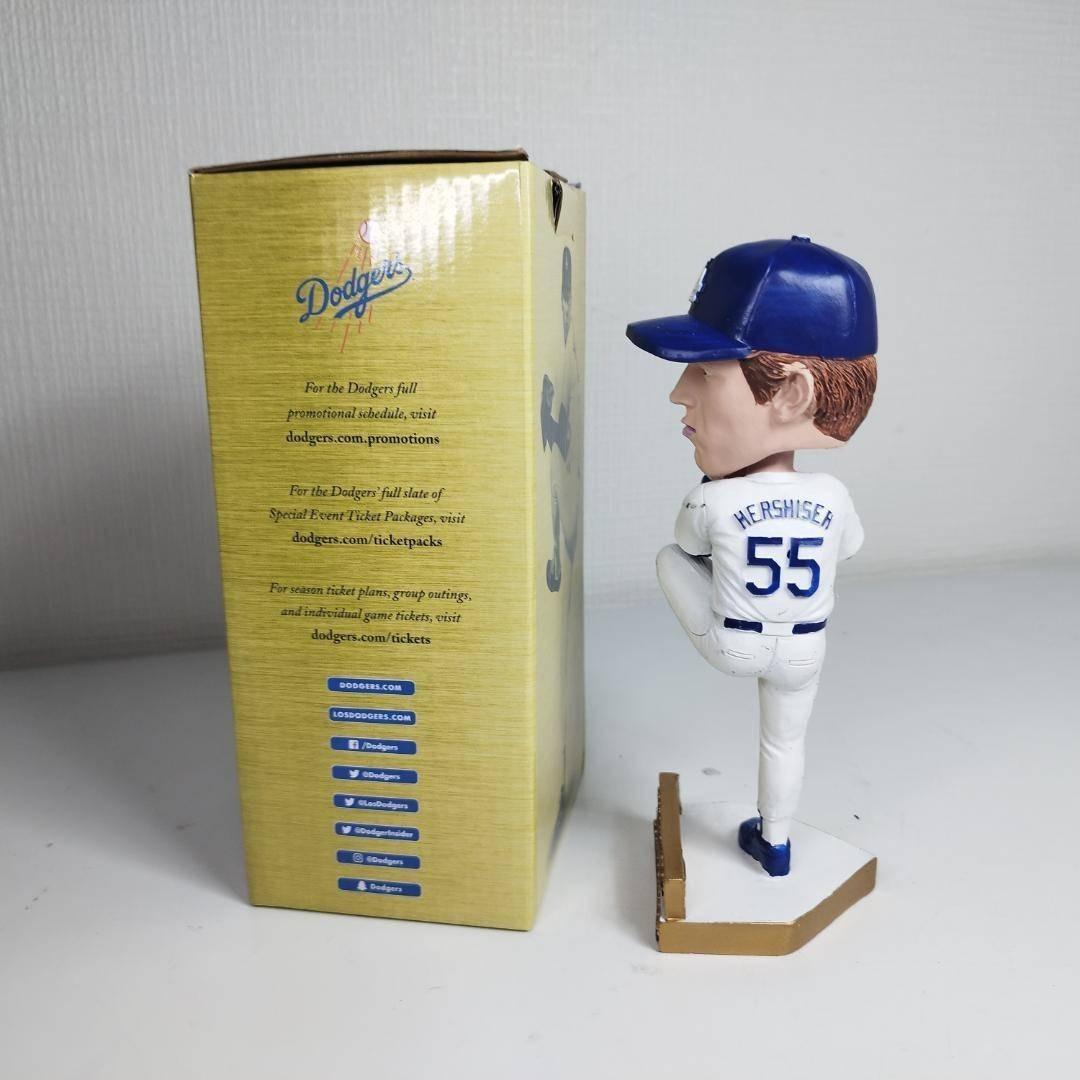 Dodgers
For the Dodgers full
promotional schedule, visit
dodgers.com.promotions
For the Dodgers' full slate of
Special Event Ticket Packages, visit
dodgers.com/ticketpacks
For season ticket plans, group outings,
and individual game tickets, visit
dodgers.com/tickets
DODGERS.COM
LOSDODGERS.COM
/Dodgers
@Dodgers
@LosDodgers
@DodgerInsider
@Dodgers
Dodgers
HERSHISER
55